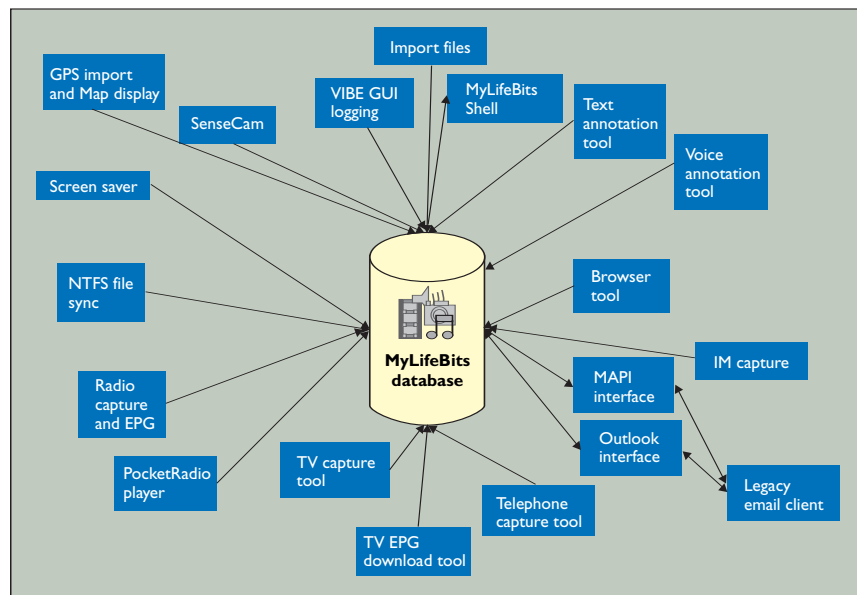 Import files
GPS import
and Map display
VIBE GUI
logging
MyLifeBits
Shell
SenseCam
Text
annotation
tool
Voice
annotation
tool
Screen saver
NTFS file
sync
Browser
tool
MyLifeBits
database
IM capture
MAPI
interface
Radio
capture
and EPG
Outlook
interface
PocketRadio
player
TV capture
tool
Telephone
capture tool
Legacy
email client
TV EPG
download tool